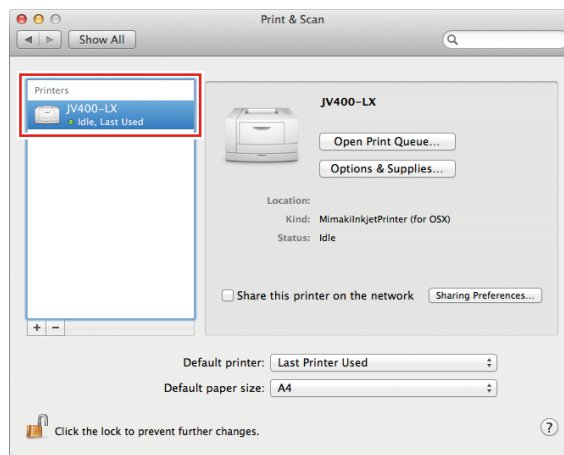 Print & Scan
Show All
Printers
JV400-LX
Idle, Last Used
JV400-LX
Open Print Queue...
Options & Supplies...
Location:
Kind: MimakiInkjetPrinter (for OSX)
Status: Idle
Share this printer on the network Sharing Preferences...
+ −
Default printer: Last Printer Used
Default paper size: A4
Click the lock to prevent further changes.
?